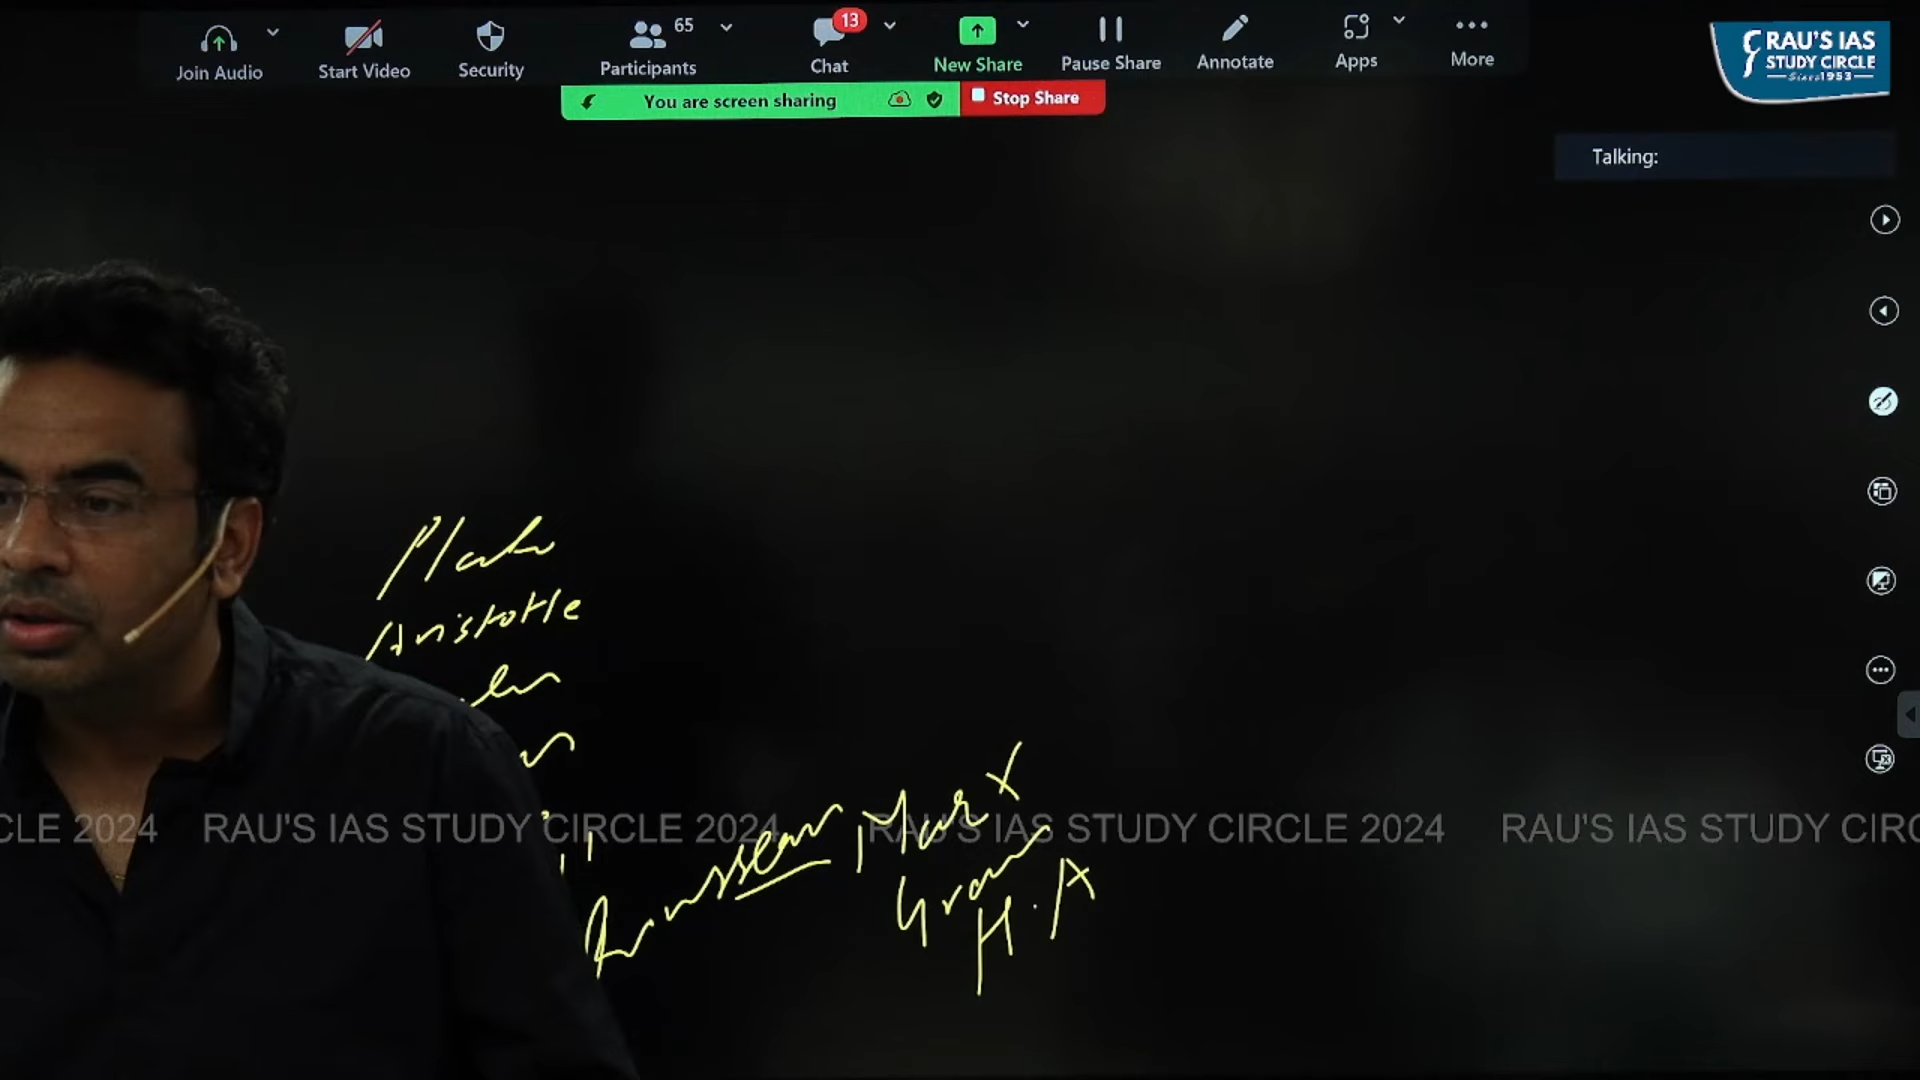 65
13
Join Audio
Start Video
Security
Participants
Chat
New Share
Pause Share
Annotate
Apps
More
You are screen sharing
Stop Share
RAU'S IAS
STUDY CIRCLE
Since 1953
Talking:
Plato
Aristotle
Marx
Rousseau
Gram
H.A
CLE 2024 RAU'S IAS STUDY CIRCLE 2024 RAU'S IAS STUDY CIRCLE 2024 RAU'S IAS STUDY CIRC